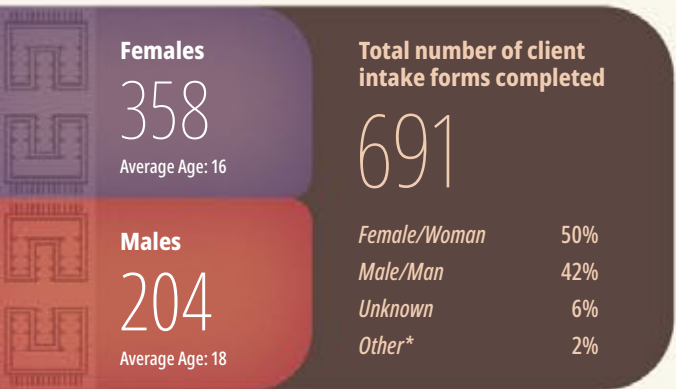 Females
358
Average Age: 16
Males
204
Average Age: 18
Total number of client
intake forms completed
691
Female/Woman 50%
Male/Man 42%
Unknown 6%
Other* 2%